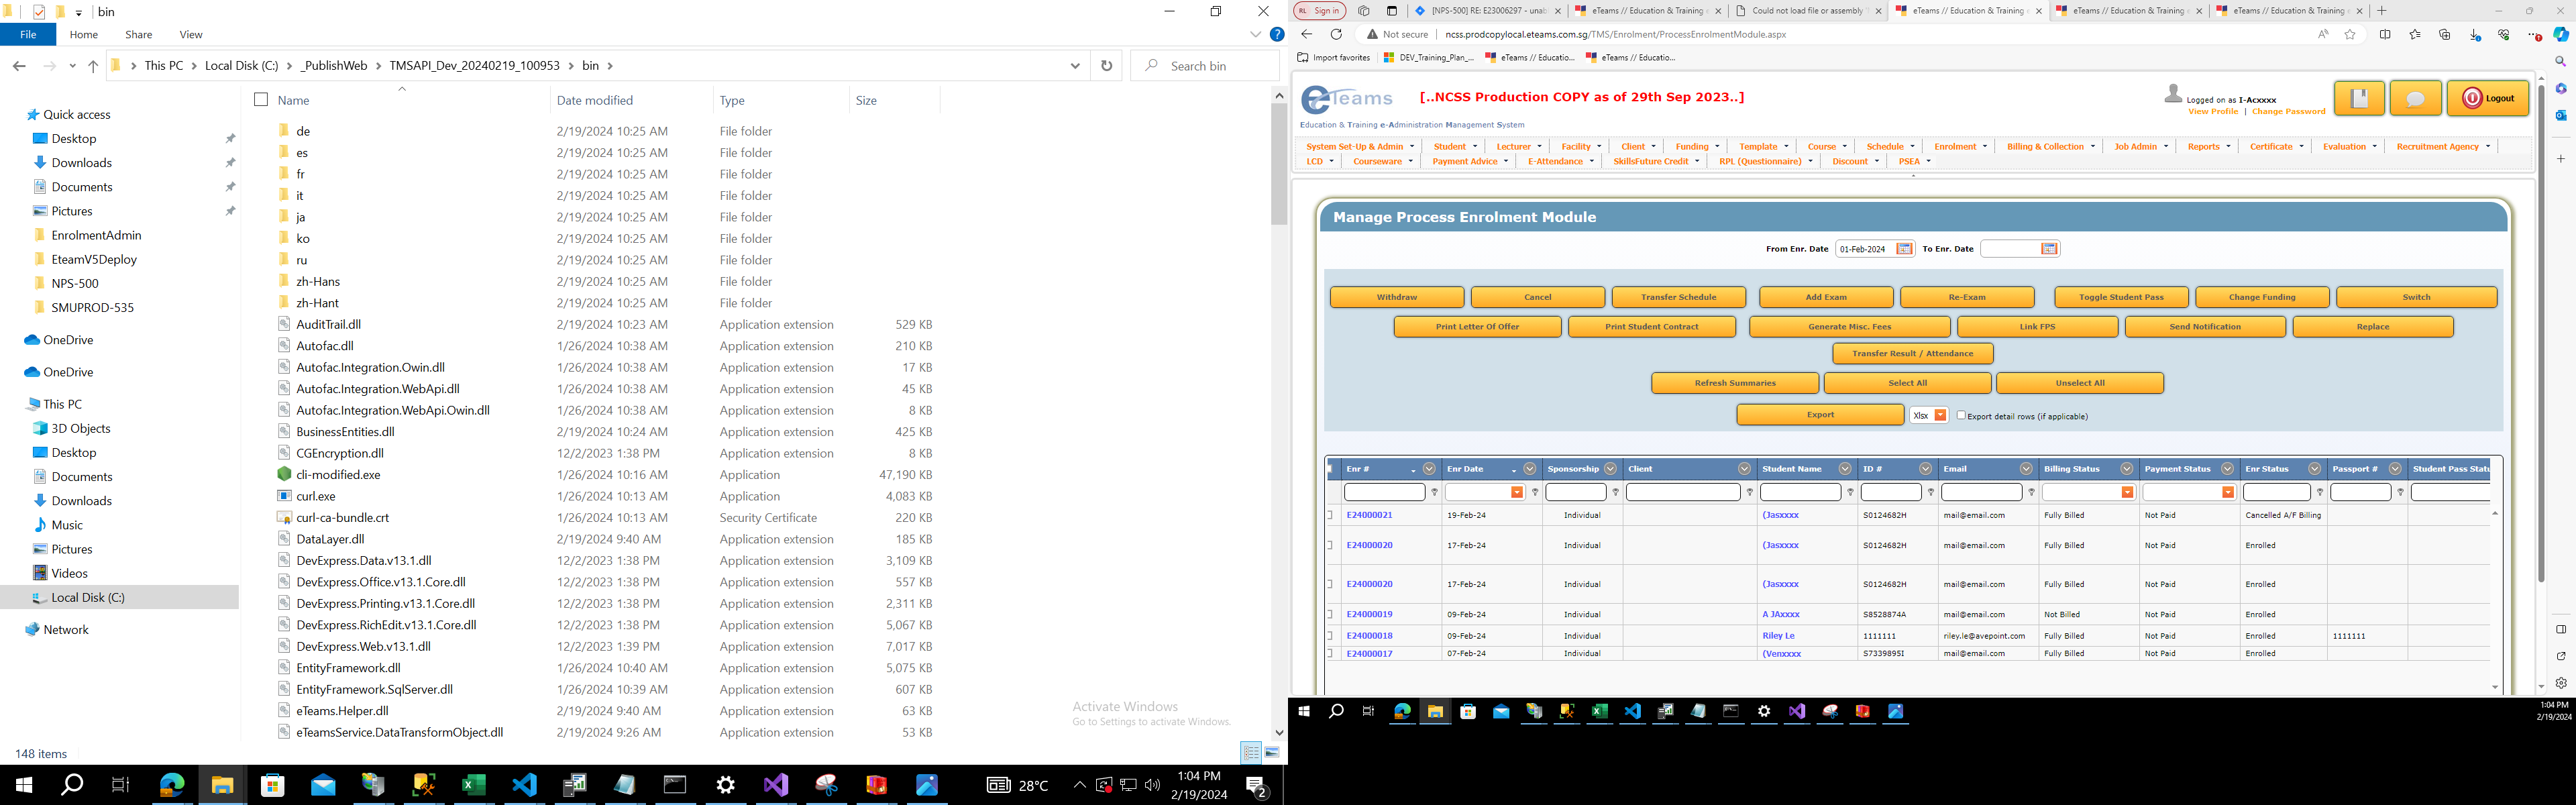 bin
File Home Share View
This PC Local Disk (C:) _PublishWeb TMSAPI_Dev_20240219_100953 bin
Search bin
Quick access
Desktop
Downloads
Documents
Pictures
EnrolmentAdmin
EteamV5Deploy
NPS-500
SMUPROD-535
OneDrive
OneDrive
This PC
3D Objects
Desktop
Documents
Downloads
Music
Pictures
Videos
Local Disk (C:)
Network
Name Date modified Type Size
de 2/19/2024 10:25 AM File folder
es 2/19/2024 10:25 AM File folder
fr 2/19/2024 10:25 AM File folder
it 2/19/2024 10:25 AM File folder
ja 2/19/2024 10:25 AM File folder
ko 2/19/2024 10:25 AM File folder
ru 2/19/2024 10:25 AM File folder
zh-Hans 2/19/2024 10:25 AM File folder
zh-Hant 2/19/2024 10:25 AM File folder
AuditTrail.dll 2/19/2024 10:23 AM Application extension 529 KB
Autofac.dll 1/26/2024 10:38 AM Application extension 210 KB
Autofac.Integration.Owin.dll 1/26/2024 10:38 AM Application extension 17 KB
Autofac.Integration.WebApi.dll 1/26/2024 10:38 AM Application extension 45 KB
Autofac.Integration.WebApi.Owin.dll 1/26/2024 10:38 AM Application extension 8 KB
BusinessEntities.dll 2/19/2024 10:24 AM Application extension 425 KB
CGEncryption.dll 12/2/2023 1:38 PM Application extension 8 KB
cli-modified.exe 1/26/2024 10:16 AM Application 47,190 KB
curl.exe 1/26/2024 10:13 AM Application 4,083 KB
curl-ca-bundle.crt 1/26/2024 10:13 AM Security Certificate 220 KB
DataLayer.dll 2/19/2024 9:40 AM Application extension 185 KB
DevExpress.Data.v13.1.dll 12/2/2023 1:38 PM Application extension 3,109 KB
DevExpress.Office.v13.1.Core.dll 12/2/2023 1:38 PM Application extension 557 KB
DevExpress.Printing.v13.1.Core.dll 12/2/2023 1:38 PM Application extension 2,311 KB
DevExpress.RichEdit.v13.1.Core.dll 12/2/2023 1:38 PM Application extension 5,067 KB
DevExpress.Web.v13.1.dll 12/2/2023 1:39 PM Application extension 7,017 KB
EntityFramework.dll 1/26/2024 10:40 AM Application extension 5,075 KB
EntityFramework.SqlServer.dll 1/26/2024 10:39 AM Application extension 607 KB
eTeams.Helper.dll 2/19/2024 9:40 AM Application extension 63 KB
eTeamsService.DataTransformObject.dll 2/19/2024 9:26 AM Application extension 53 KB
Activate Windows
Go to Settings to activate Windows.
148 items
28°C
1:04 PM
2/19/2024
2
RL Sign in
[NPS-500] RE: E23006297 - unab
eTeams // Education & Training
Could not load file or assembly
eTeams // Education & Training
eTeams // Education & Training
eTeams // Education & Training
Not secure ncss.prodcopylocal.eteams.com.sg/TMS/Enrolment/ProcessEnrolmentModule.aspx
Import favorites DEV_Training_Plan_... eTeams // Educatio... eTeams // Educatio...
eTeams
Education & Training e-Administration Management System
[..NCSS Production COPY as of 29th Sep 2023..]
Logged on as I-Acxxxx
View Profile | Change Password
Logout
System Set-Up & Admin Student Lecturer Facility Client Funding Template Course Schedule Enrolment Billing & Collection Job Admin Reports Certificate Evaluation Recruitment Agency
LCD Courseware Payment Advice E-Attendance SkillsFuture Credit RPL (Questionnaire) Discount PSEA
Manage Process Enrolment Module
From Enr. Date 01-Feb-2024 To Enr. Date
Withdraw Cancel Transfer Schedule Add Exam Re-Exam Toggle Student Pass Change Funding Switch
Print Letter Of Offer Print Student Contract Generate Misc. Fees Link FPS Send Notification Replace
Transfer Result / Attendance
Refresh Summaries Select All Unselect All
Export Xlsx Export detail rows (if applicable)
Enr # Enr Date Sponsorship Client Student Name ID # Email Billing Status Payment Status Enr Status Passport # Student Pass Statu
E24000021 19-Feb-24 Individual (Jasxxxx S0124682H mail@email.com Fully Billed Not Paid Cancelled A/F Billing
E24000020 17-Feb-24 Individual (Jasxxxx S0124682H mail@email.com Fully Billed Not Paid Enrolled
E24000020 17-Feb-24 Individual (Jasxxxx S0124682H mail@email.com Fully Billed Not Paid Enrolled
E24000019 09-Feb-24 Individual A JAxxxx S8528874A mail@email.com Not Billed Not Paid Enrolled
E24000018 09-Feb-24 Individual Riley Le 1111111 riley.le@avepoint.com Fully Billed Not Paid Enrolled 1111111
E24000017 07-Feb-24 Individual (Venxxxx S7339895I mail@email.com Fully Billed Not Paid Enrolled
1:04 PM
2/19/2024